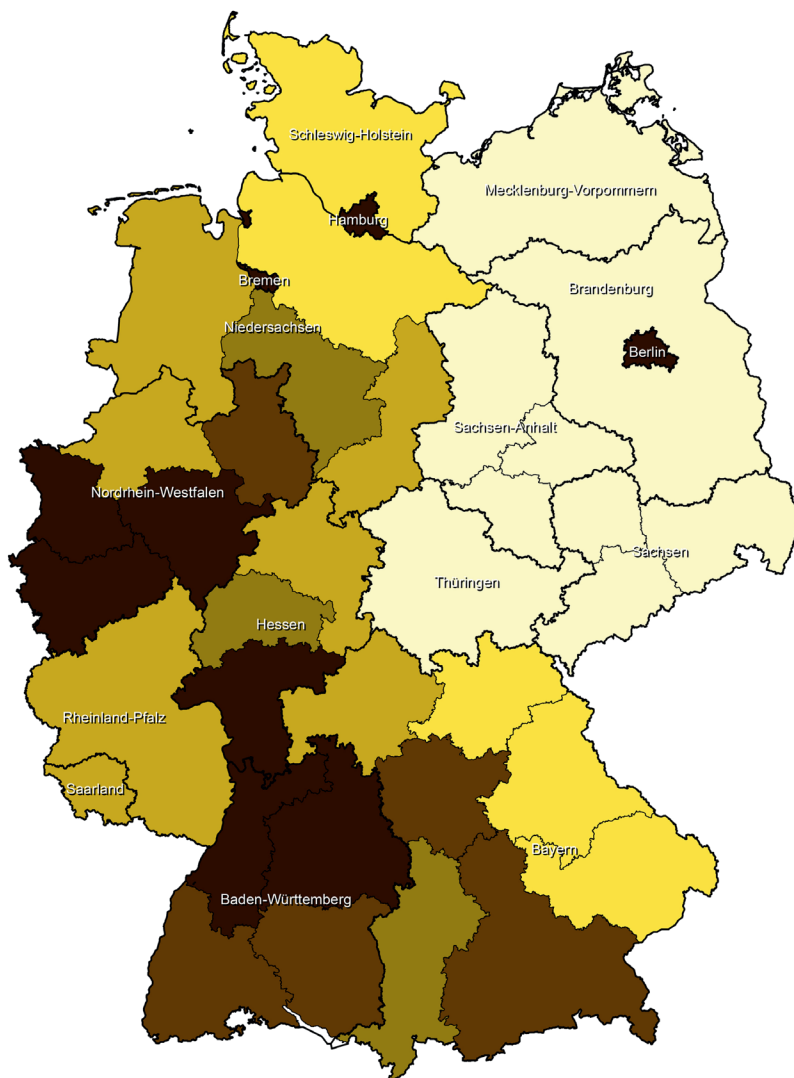 Schleswig-Holstein
Mecklenburg-Vorpommern
Hamburg
Bremen
Brandenburg
Niedersachsen
Berlin
Sachsen-Anhalt
Nordrhein-Westfalen
Sachsen
Thüringen
Hessen
Rheinland-Pfalz
Saarland
Bayern
Baden-Württemberg